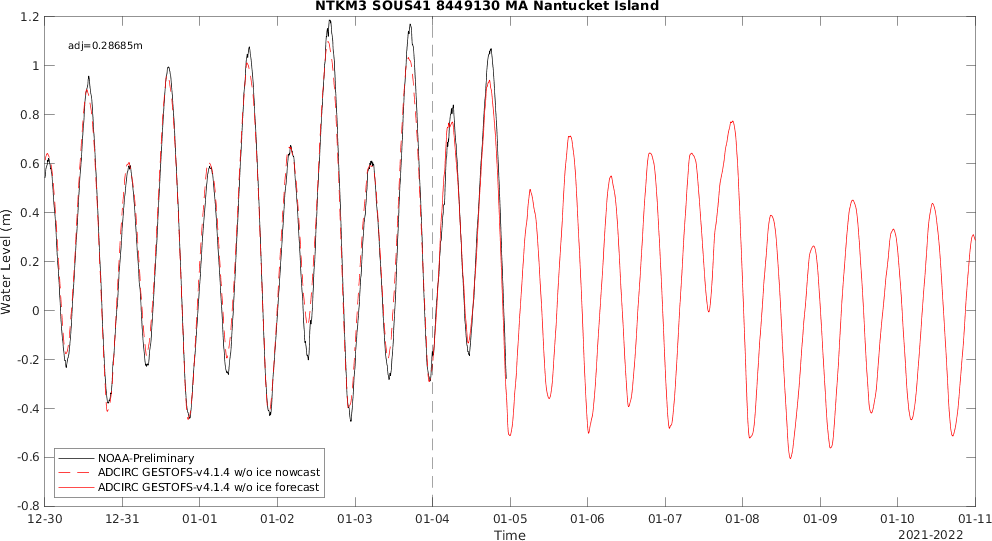 NTKM3 SOUS41 8449130 MA Nantucket Island
adj=0.28685m
Water Level (m)
1.2
1
0.8
0.6
0.4
0.2
0
-0.2
-0.4
-0.6
-0.8
NOAA-Preliminary
ADCIRC GESTOFS-v4.1.4 w/o ice nowcast
ADCIRC GESTOFS-v4.1.4 w/o ice forecast
12-30 12-31 01-01 01-02 01-03 01-04 01-05 01-06 01-07 01-08 01-09 01-10 01-11
Time
2021-2022